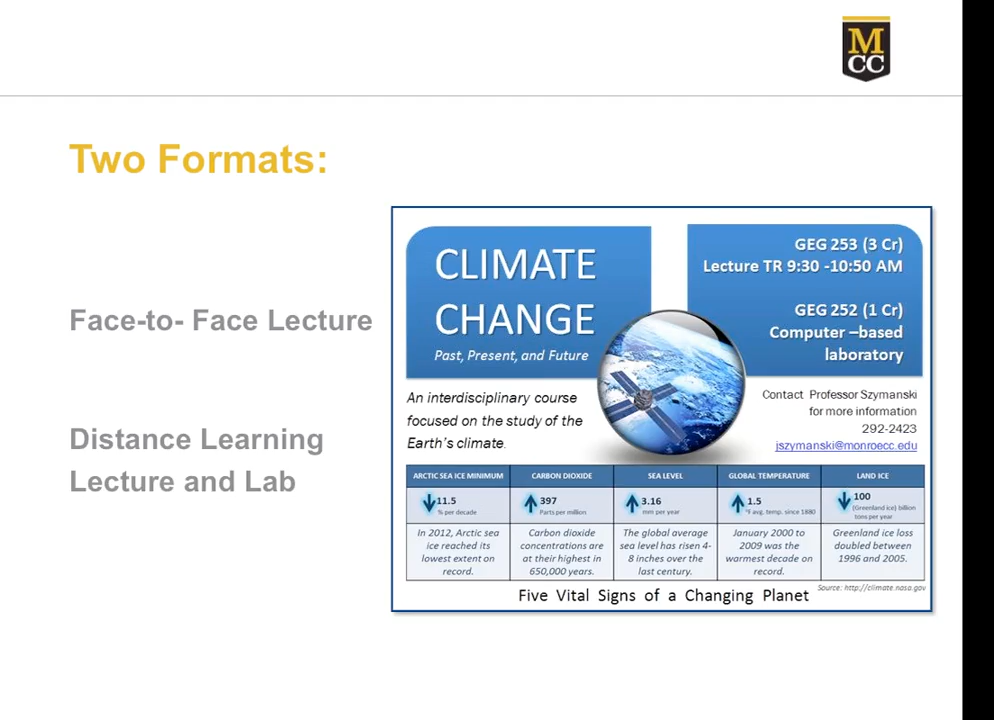 M
CC
Two Formats:
Face-to- Face Lecture
Distance Learning
Lecture and Lab
CLIMATE
CHANGE
Past, Present, and Future
GEG 253 (3 Cr)
Lecture TR 9:30 -10:50 AM
GEG 252 (1 Cr)
Computer –based
laboratory
An interdisciplinary course
focused on the study of the
Earth's climate.
Contact Professor Szymanski
for more information
292-2423
jszymanski@monroecc.edu
ARCTIC SEA ICE MINIMUM
11.5
% per decade
In 2012, Arctic sea
ice reached its
lowest extent on
record.
CARBON DIOXIDE
397
Parts per million
Carbon dioxide
concentrations are
at their highest in
650,000 years.
SEA LEVEL
3.16
mm per year
The global average
sea level has risen 4-
8 inches over the
last century.
GLOBAL TEMPERATURE
1.5
°F avg. temp. since 1880
January 2000 to
2009 was the
warmest decade on
record.
LAND ICE
100
(Greenland ice) billion
tons per year
Greenland ice loss
doubled between
1996 and 2005.
Source: http://climate.nasa.gov
Five Vital Signs of a Changing Planet